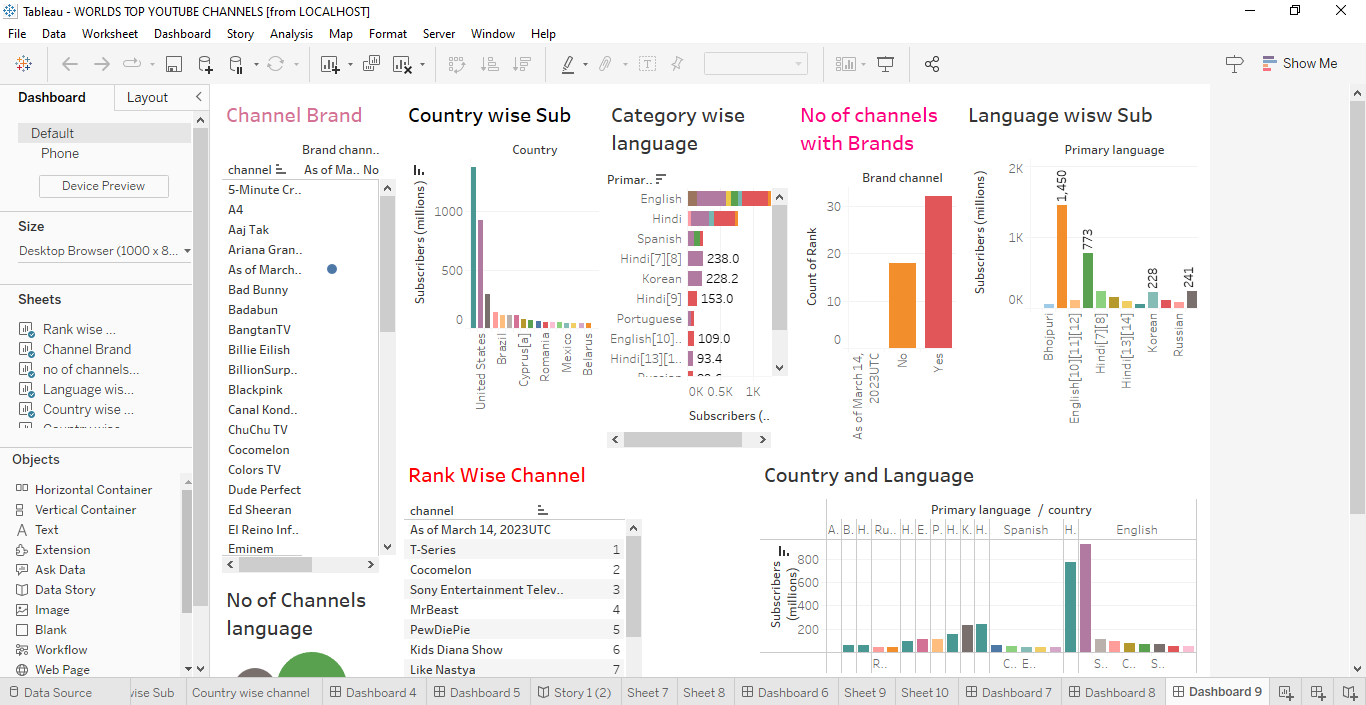 Tableau - WORLDS TOP YOUTUBE CHANNELS [from LOCALHOST]
File Data Worksheet Dashboard Story Analysis Map Format Server Window Help
Show Me
Dashboard Layout
Default
Phone
Device Preview
Size
Desktop Browser (1000 x 8...
Sheets
Rank wise ...
Channel Brand
no of channels...
Language wis...
Country wise ...
Objects
Horizontal Container
Vertical Container
Text
Extension
Ask Data
Data Story
Image
Blank
Workflow
Web Page
Channel Brand
Brand chann..
channel As of Ma.. No
5-Minute Cr..
A4
Aaj Tak
Ariana Gran..
As of March..
Bad Bunny
Badabun
BangtanTV
Billie Eilish
BillionSurp..
Blackpink
Canal Kond..
ChuChu TV
Cocomelon
Colors TV
Dude Perfect
Ed Sheeran
El Reino Inf..
Eminem
No of Channels
language
Country wise Sub
Country
Subscribers (millions)
1000
500
0
United States
Brazil
Cyprus[a]
Romania
Mexico
Belarus
Category wise
language
Primar..
English
Hindi
Spanish
Hindi[7][8] 238.0
Korean 228.2
Hindi[9] 153.0
Portuguese
English[10].. 109.0
Hindi[13][1.. 93.4
0K 0.5K 1K
Subscribers (..
No of channels
with Brands
Brand channel
Count of Rank
30
20
10
0
As of March 14,
2023UTC
No
Yes
Language wisw Sub
Primary language
Subscribers (millions)
2K
1K
0K
1,450
773
228
241
Bhojpuri
English[10][11][12]
Hindi[7][8]
Hindi[13][14]
Korean
Russian
Rank Wise Channel
channel
As of March 14, 2023UTC
T-Series 1
Cocomelon 2
Sony Entertainment Telev.. 3
MrBeast 4
PewDiePie 5
Kids Diana Show 6
Like Nastya 7
Country and Language
Primary language / country
A. B. H. Ru.. H. E. P. H. K. H. Spanish H. English
Subscribers
(millions)
800
600
400
200
R.. C.. E.. S.. C.. S..
Data Source wise Sub Country wise channel Dashboard 4 Dashboard 5 Story 1 (2) Sheet 7 Sheet 8 Dashboard 6 Sheet 9 Sheet 10 Dashboard 7 Dashboard 8 Dashboard 9